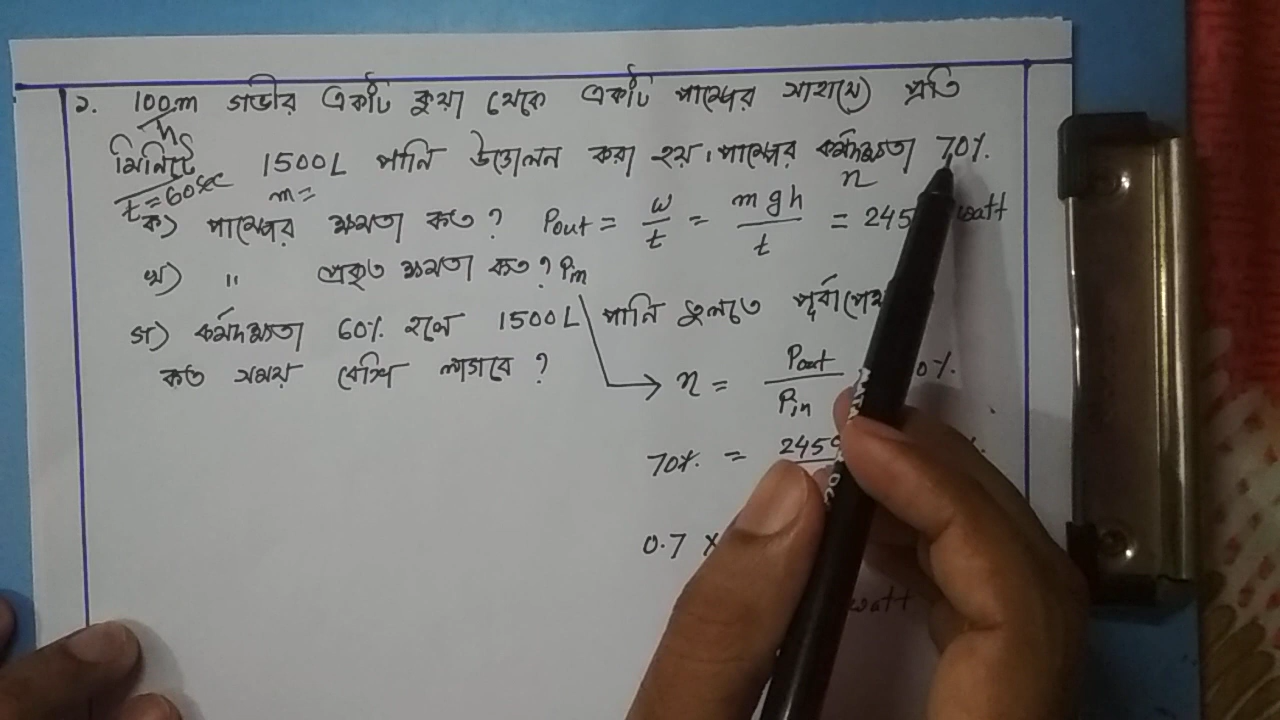 ১. 100m গভীর একটি কুয়া থেকে একটি পাম্পের সাহায্যে প্রতি
h
মিনিটে 1500L পানি উত্তোলন করা হয়। পাম্পের কর্মদক্ষতা 70%.
t = 60sec m = η
ক) পাম্পের ক্ষমতা কত? Pout = w/t = mgh/t = 245 watt
খ) " প্রকৃত ক্ষমতা কত? Pin
গ) কর্মদক্ষতা 60% হলে 1500L পানি তুলতে
কত সময় বেশি লাগবে?
η = Pout/Pin 0%.
70%. = 245
0.7 ×
watt